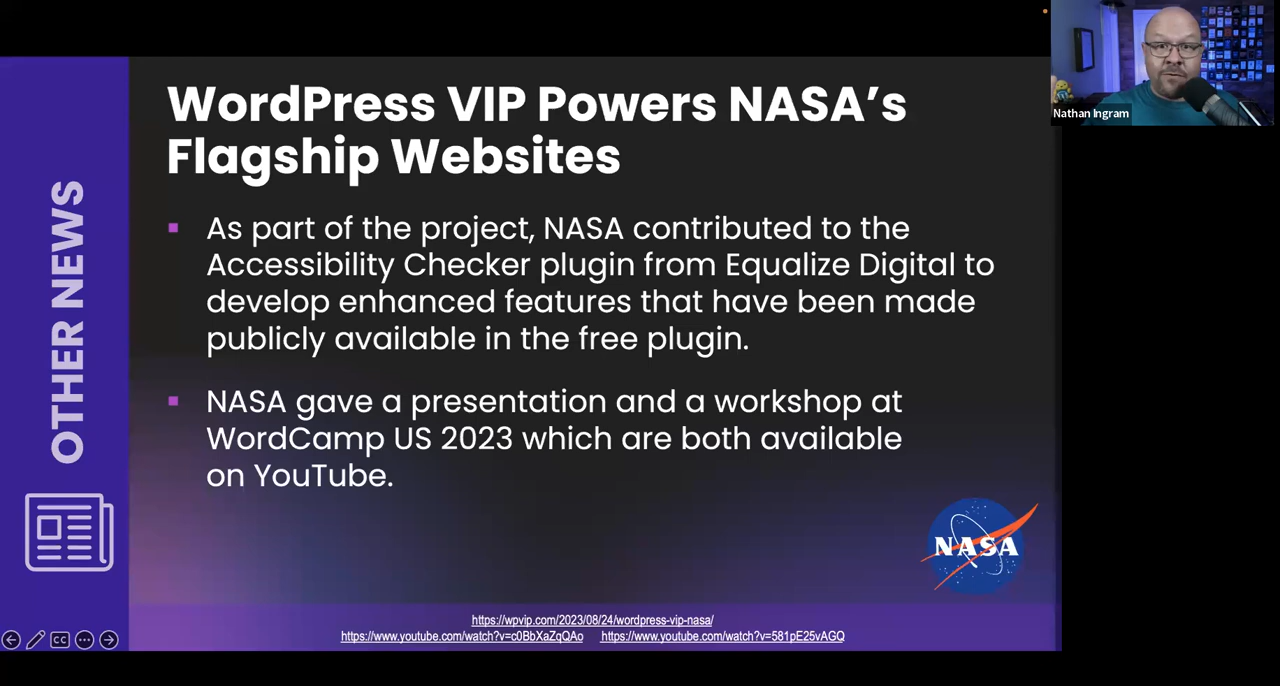 WordPress VIP Powers NASA’s
Flagship Websites
As part of the project, NASA contributed to the
Accessibility Checker plugin from Equalize Digital to
develop enhanced features that have been made
publicly available in the free plugin.
NASA gave a presentation and a workshop at
WordCamp US 2023 which are both available
on YouTube.
OTHER NEWS
NASA
https://wpvip.com/2023/08/24/wordpress-vip-nasa/
https://www.youtube.com/watch?v=c0BbXaZqQAo https://www.youtube.com/watch?v=581pE25vAGQ
CC
Nathan Ingram